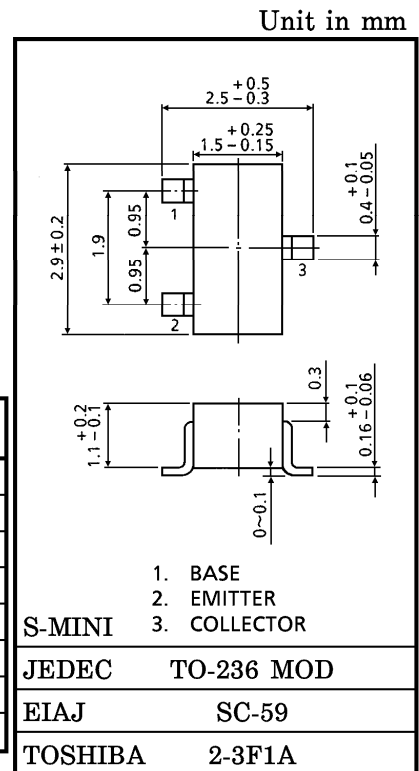 Unit in mm
+0.5
2.5 −0.3
+0.25
1.5−0.15
2.9±0.2
1.9
0.95
0.95
+0.1
0.4−0.05
1
2
3
+0.2
1.1−0.1
0.3
+0.1
0.16−0.06
0~0.1
1. BASE
2. EMITTER
S-MINI 3. COLLECTOR
JEDEC TO-236 MOD
EIAJ SC-59
TOSHIBA 2-3F1A